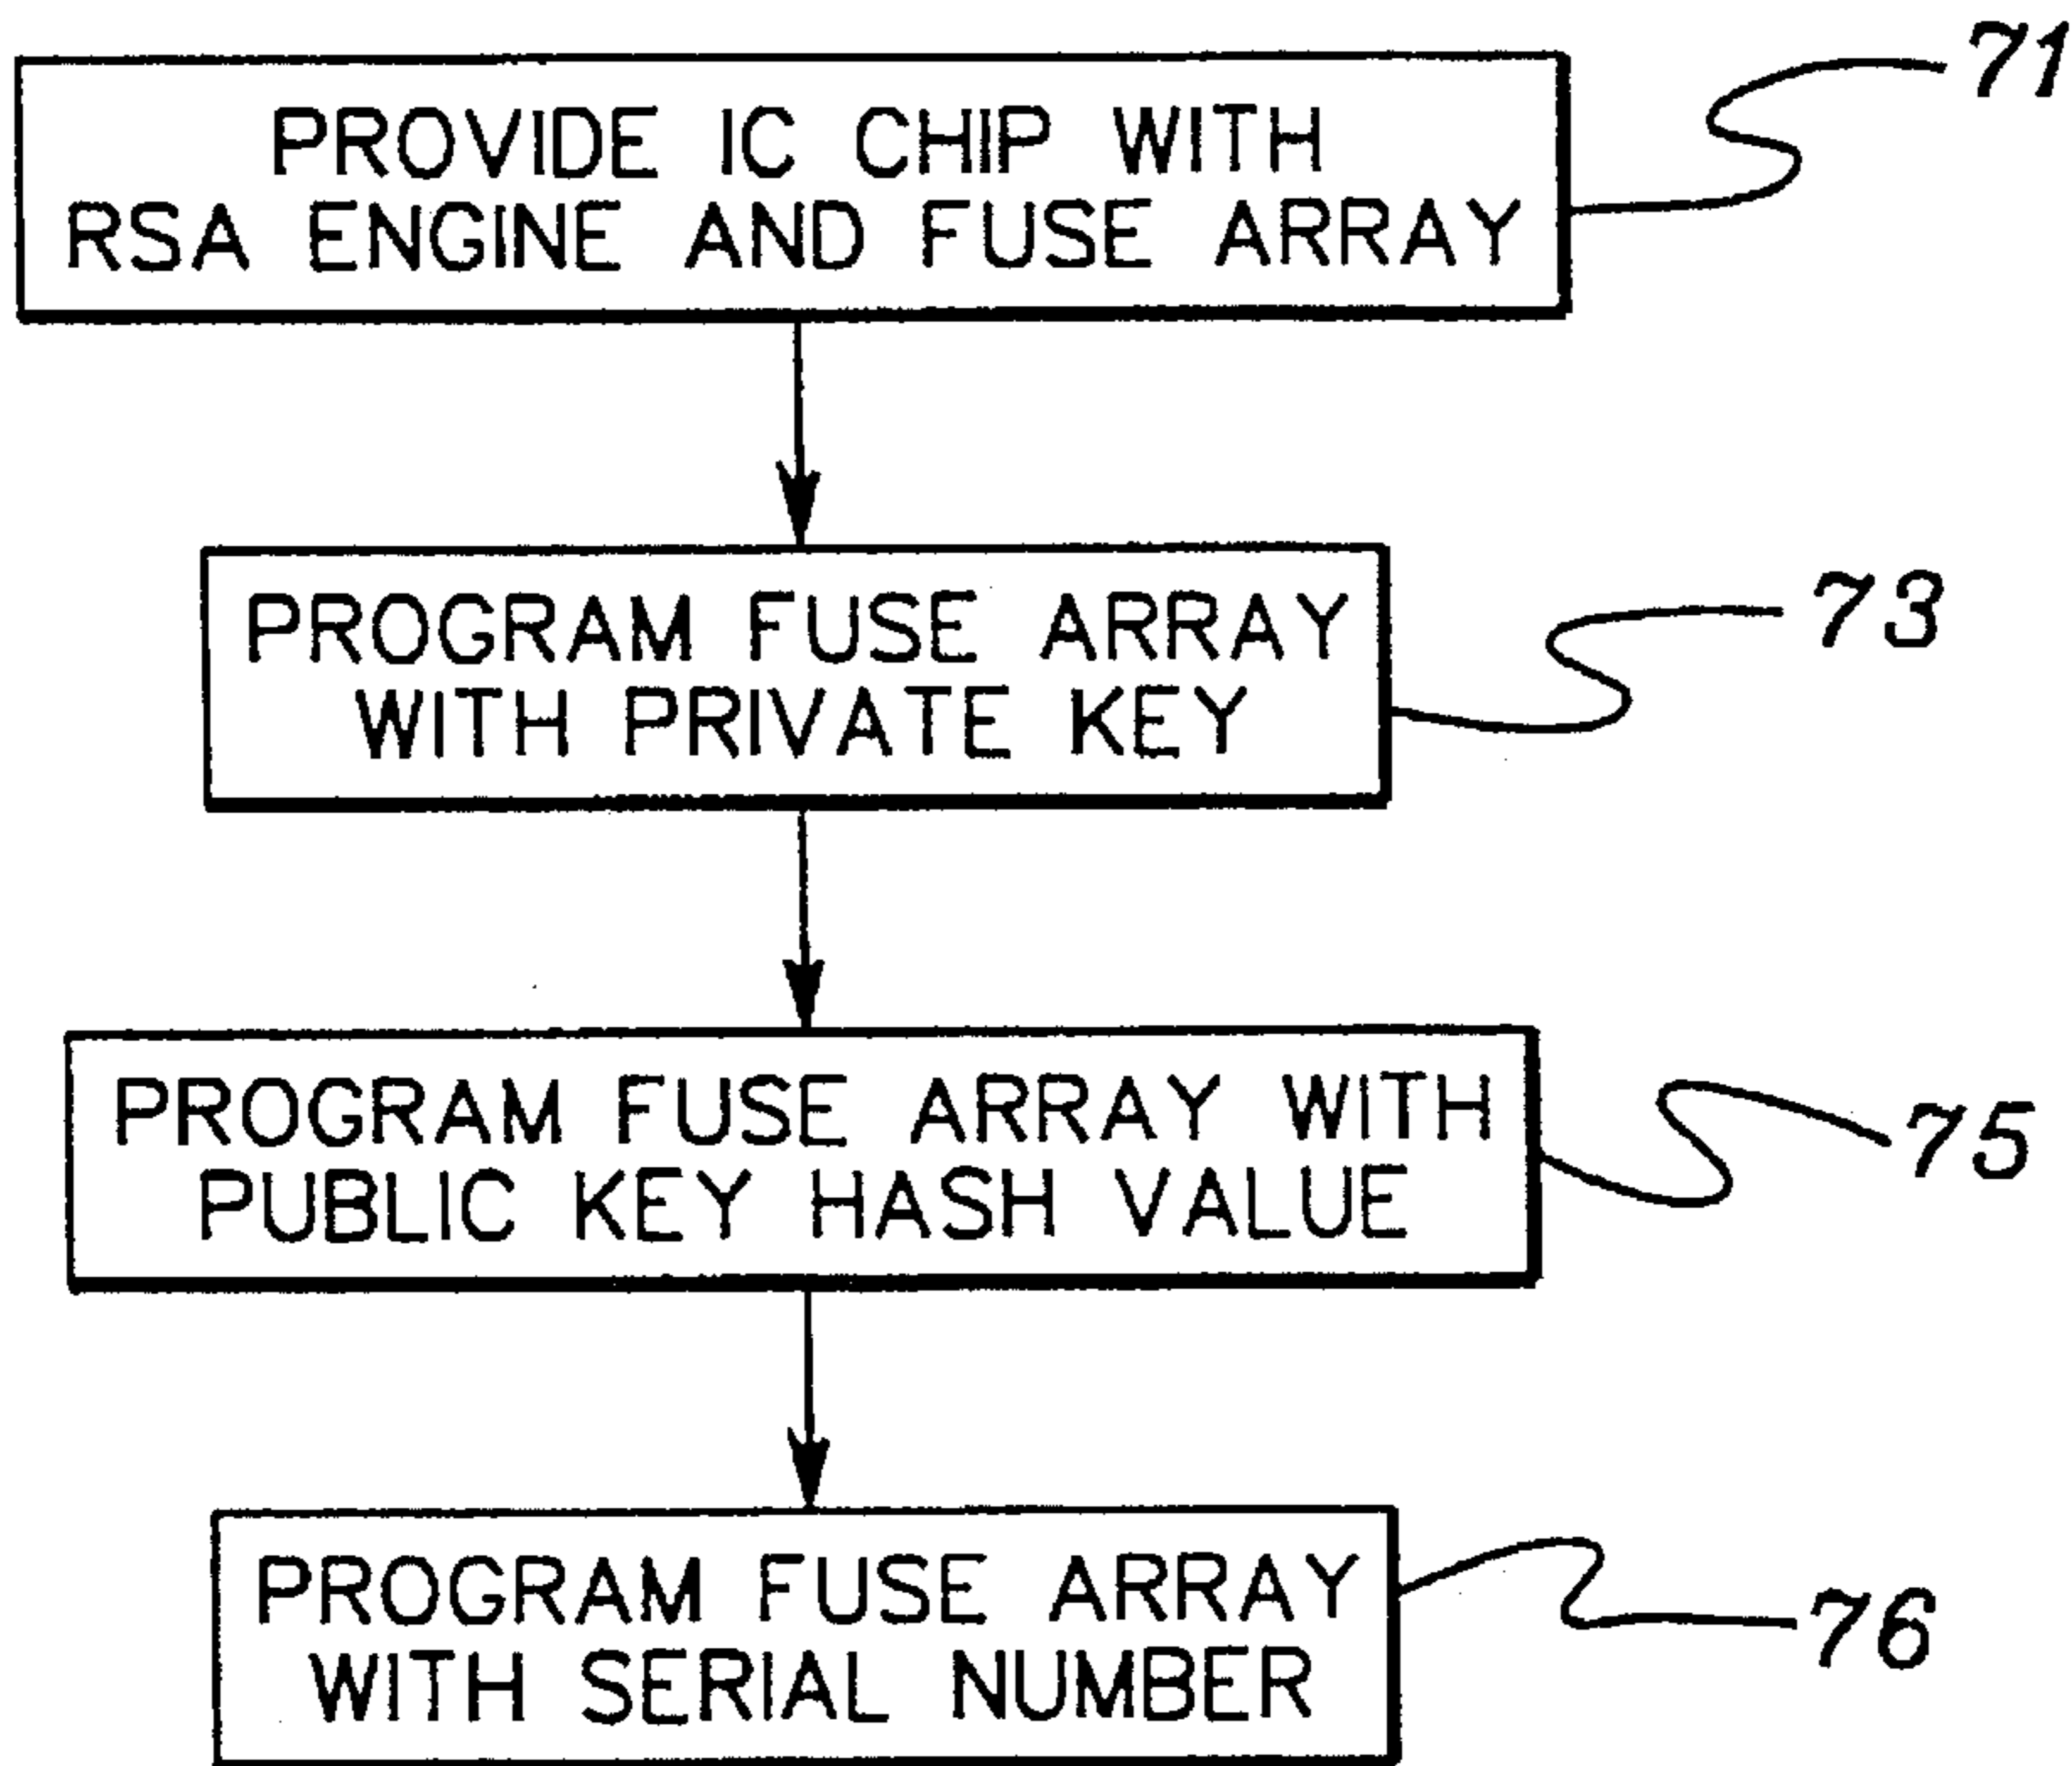 PROVIDE IC CHIP WITH
RSA ENGINE AND FUSE ARRAY
71
PROGRAM FUSE ARRAY
WITH PRIVATE KEY
73
PROGRAM FUSE ARRAY WITH
PUBLIC KEY HASH VALUE
75
PROGRAM FUSE ARRAY
WITH SERIAL NUMBER
76